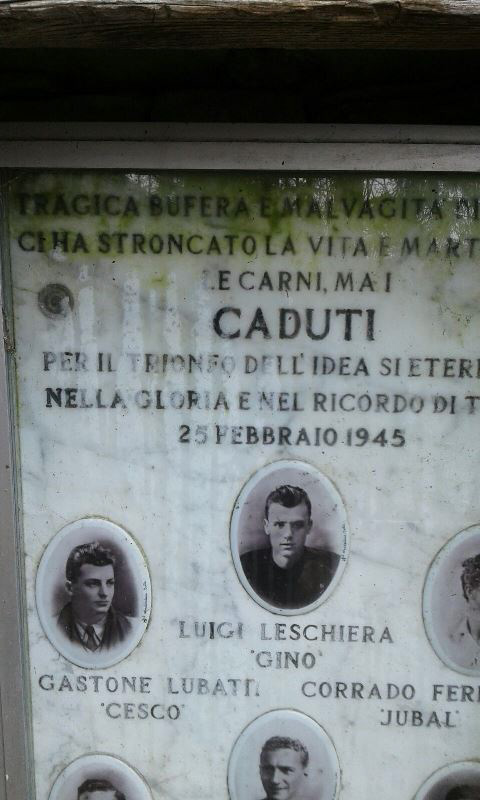 TRAGICA BUFERA E MALVAGITÀ
CI HA STRONCATO LA VITA E MART
LE CARNI, MA I
CADUTI
PER IL TRIONFO DELL'IDEA SI ETER
NELLA GLORIA E NEL RICORDO DI T
25 FEBBRAIO 1945
LUIGI LESCHIERA
"GINO"
GASTONE LUBATTI CORRADO FER
"CESCO" "JUBAL"